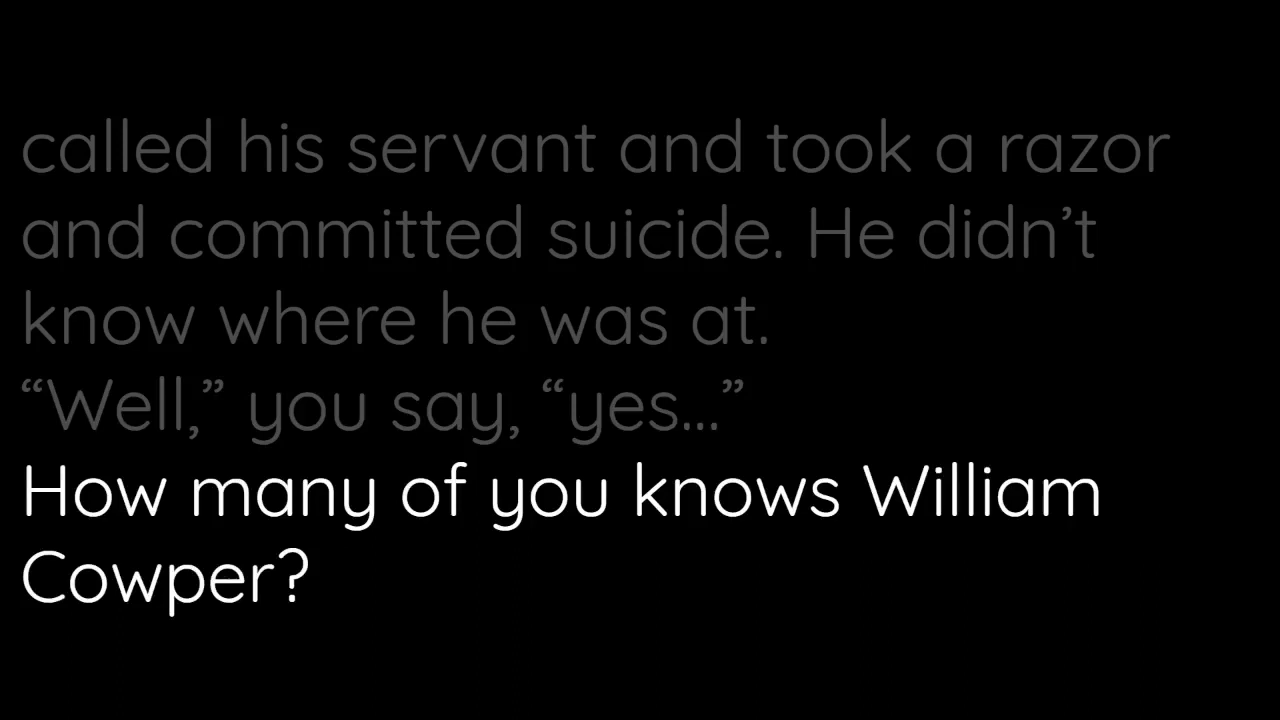 called his servant and took a razor
and committed suicide. He didn’t
know where he was at.
“Well,” you say, “yes...”
How many of you knows William
Cowper?